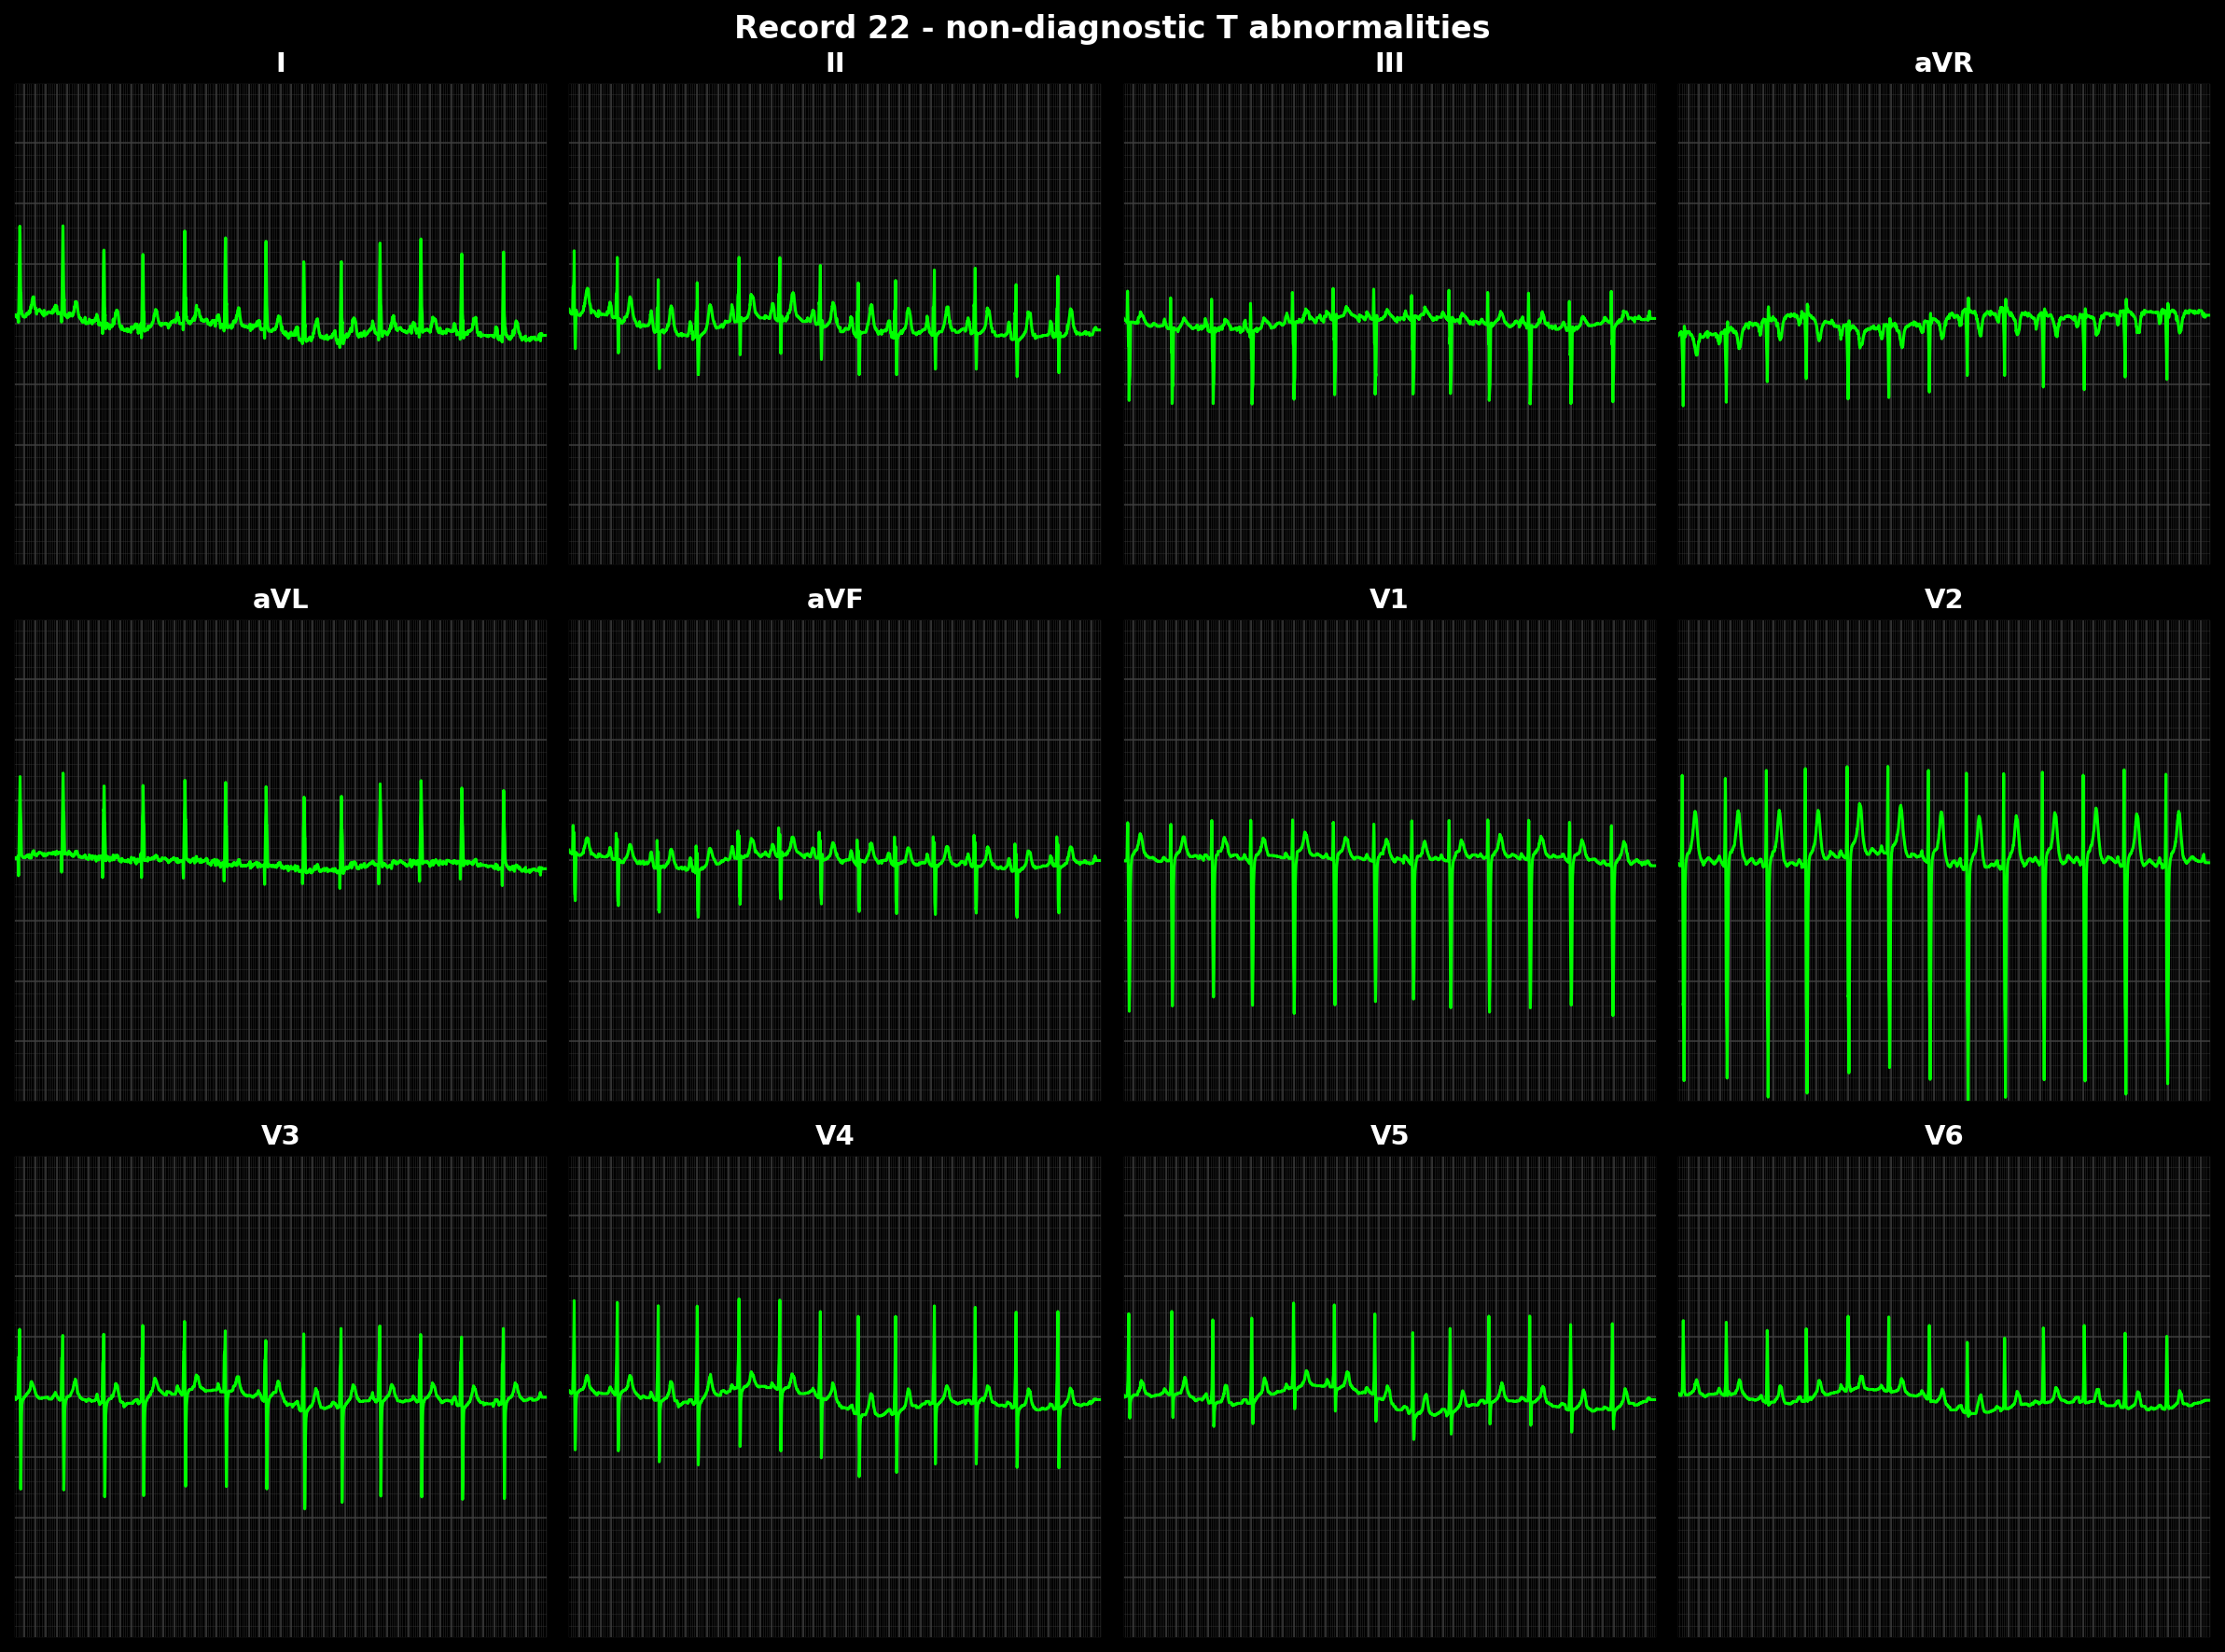 Record 22 - non-diagnostic T abnormalities
I
II
III
aVR
aVL
aVF
V1
V2
V3
V4
V5
V6